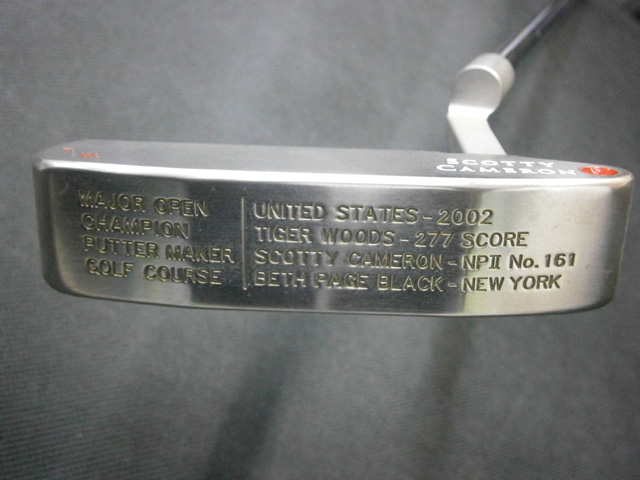 SCOTTY
CAMERON
MAJOR OPEN UNITED STATES - 2002
CHAMPION TIGER WOODS - 277 SCORE
PUTTER MAKER SCOTTY CAMERON - NPII No. 161
GOLF COURSE BETH PAGE BLACK - NEW YORK